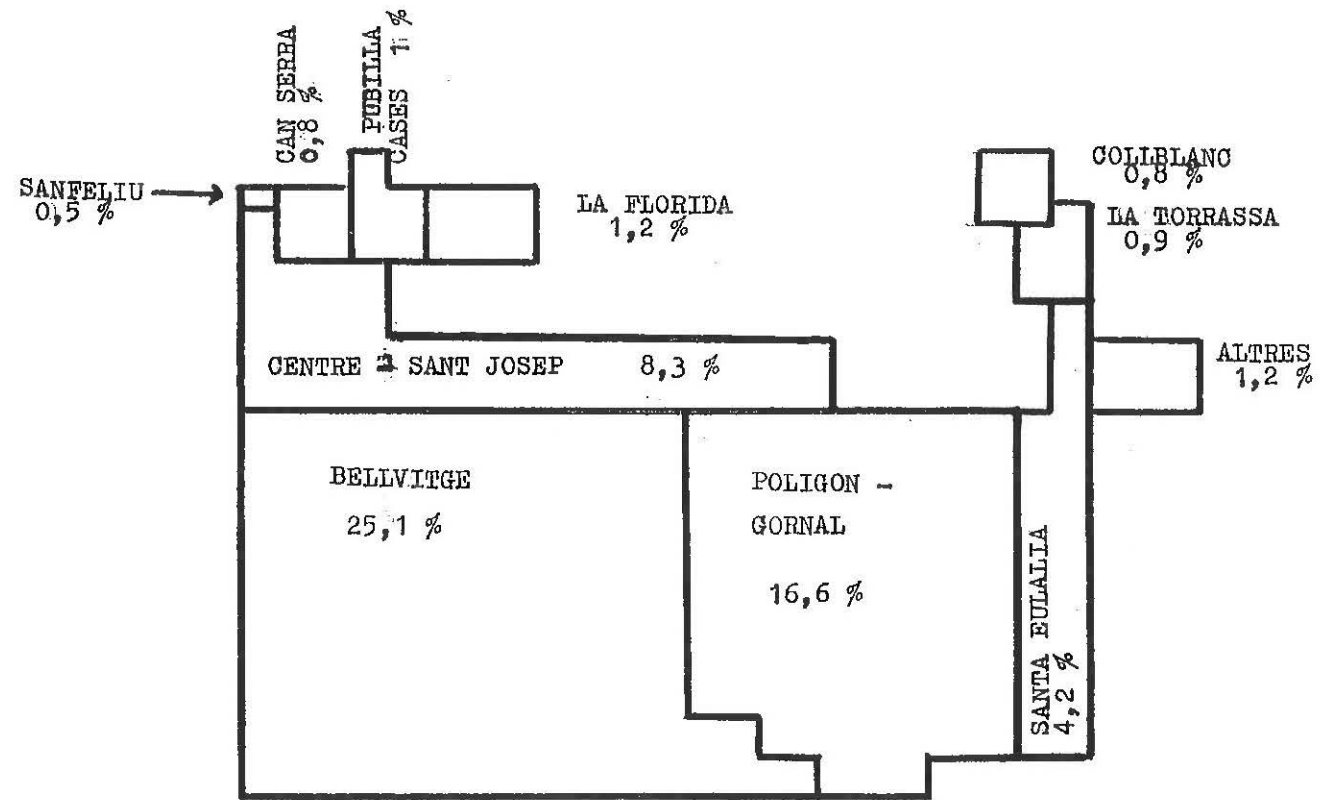 CAN SERRA
0,8 %
PUBILLA
CASES 1 %
SANFELIU
0,5 %
LA FLORIDA
1,2 %
COLLBLANC
0,8 %
LA TORRASSA
0,9 %
CENTRE - SANT JOSEP 8,3 %
ALTRES
1,2 %
BELLVITGE
25,1 %
POLIGON -
GORNAL
16,6 %
SANTA EULALIA
4,2 %